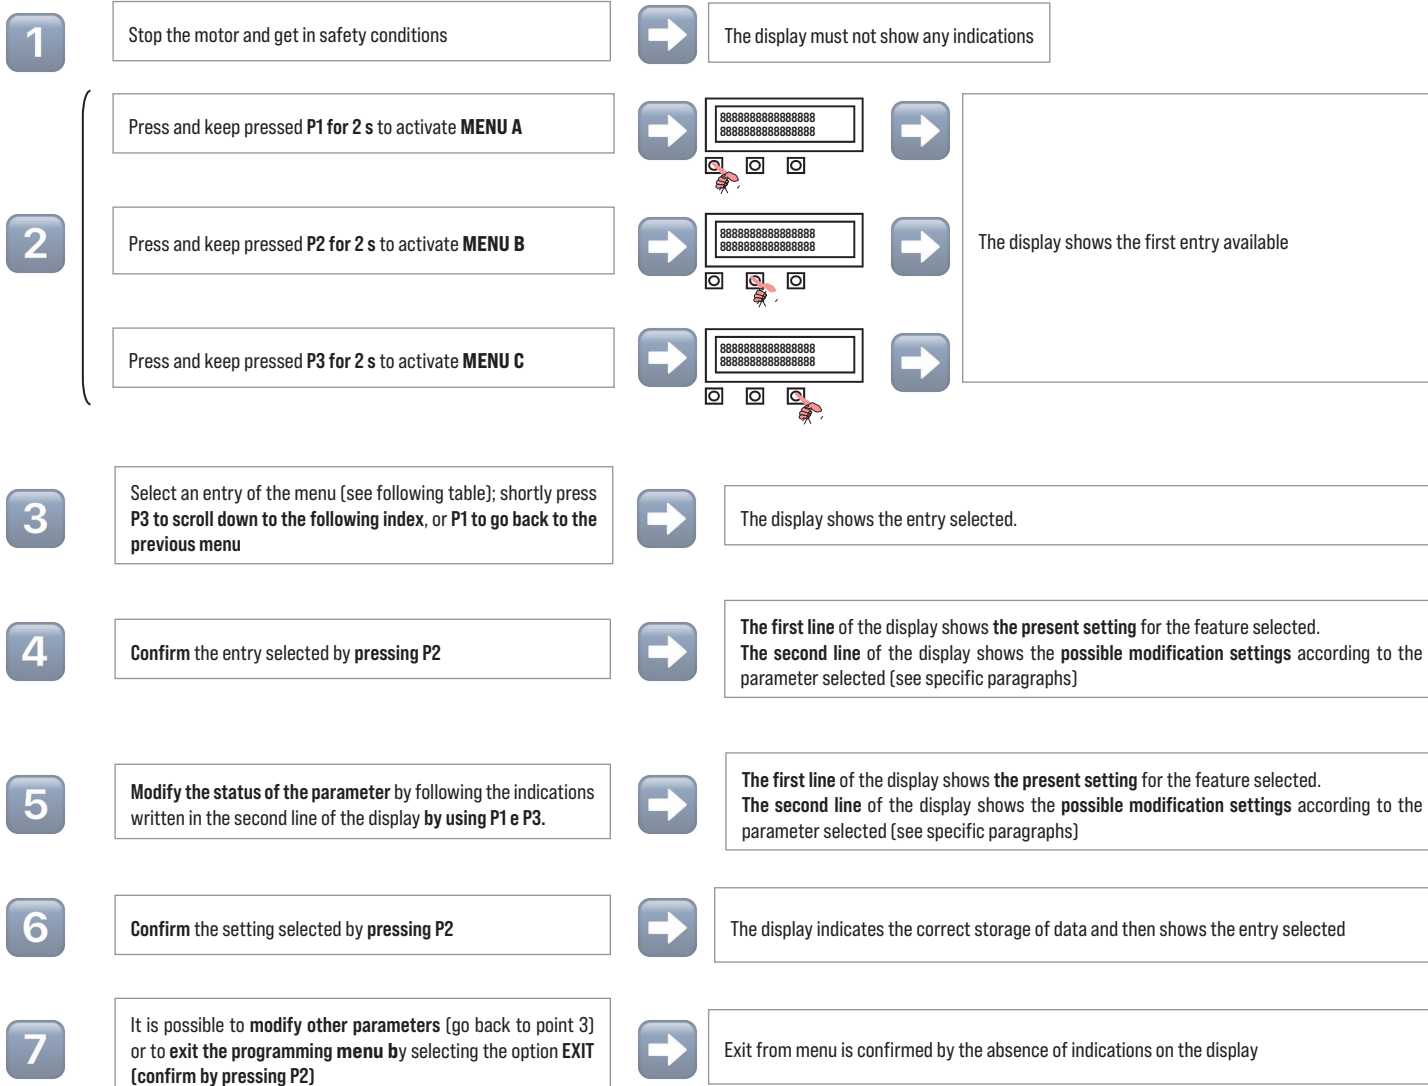 1
Stop the motor and get in safety conditions
The display must not show any indications
2
Press and keep pressed P1 for 2 s to activate MENU A
8888888888888888
8888888888888888
Press and keep pressed P2 for 2 s to activate MENU B
8888888888888888
8888888888888888
Press and keep pressed P3 for 2 s to activate MENU C
8888888888888888
8888888888888888
The display shows the first entry available
3
Select an entry of the menu (see following table); shortly press
P3 to scroll down to the following index, or P1 to go back to the
previous menu
The display shows the entry selected.
4
Confirm the entry selected by pressing P2
The first line of the display shows the present setting for the feature selected.
The second line of the display shows the possible modification settings according to the
parameter selected (see specific paragraphs)
5
Modify the status of the parameter by following the indications
written in the second line of the display by using P1 e P3.
The first line of the display shows the present setting for the feature selected.
The second line of the display shows the possible modification settings according to the
parameter selected (see specific paragraphs)
6
Confirm the setting selected by pressing P2
The display indicates the correct storage of data and then shows the entry selected
7
It is possible to modify other parameters (go back to point 3)
or to exit the programming menu by selecting the option EXIT
(confirm by pressing P2)
Exit from menu is confirmed by the absence of indications on the display